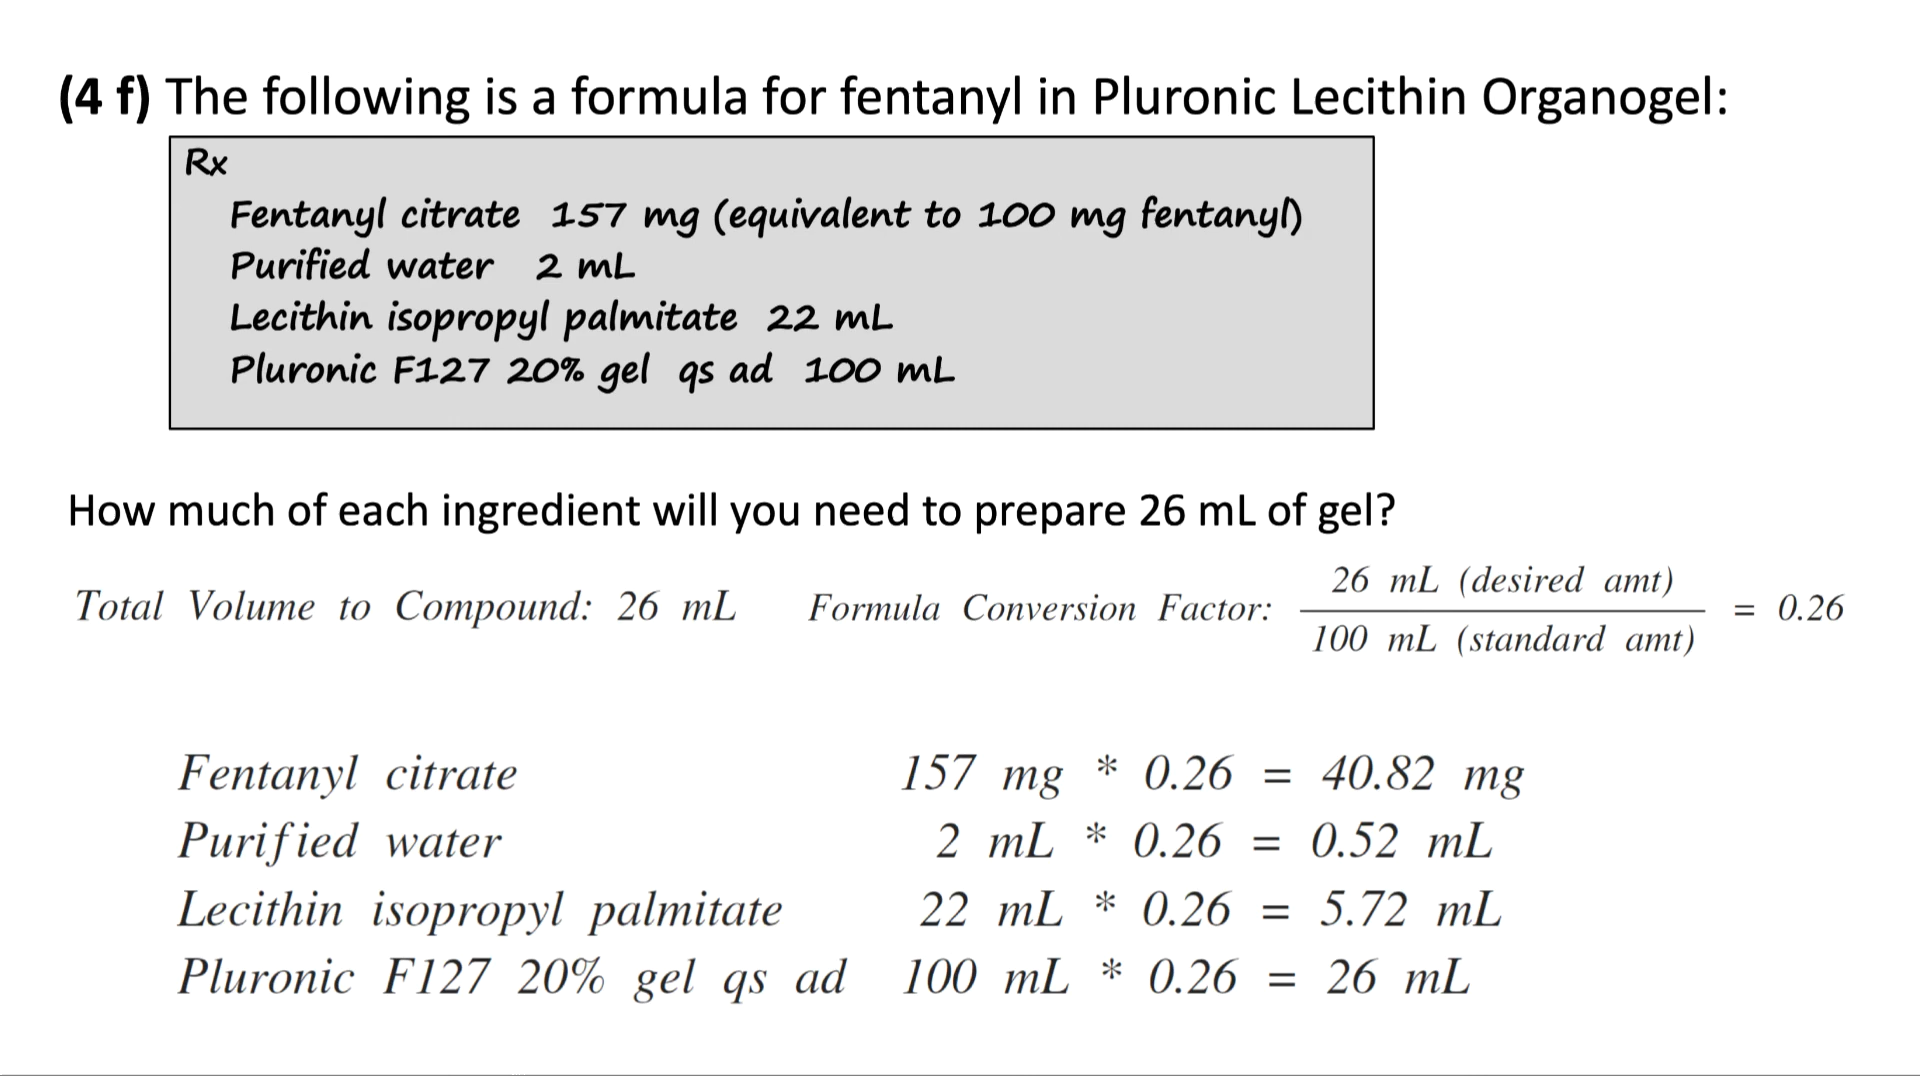 (4 f) The following is a formula for fentanyl in Pluronic Lecithin Organogel:
Rx
Fentanyl citrate 157 mg (equivalent to 100 mg fentanyl)
Purified water 2 mL
Lecithin isopropyl palmitate 22 mL
Pluronic F127 20% gel qs ad 100 mL
How much of each ingredient will you need to prepare 26 mL of gel?
Total Volume to Compound: 26 mL Formula Conversion Factor: 26 mL (desired amt) / 100 mL (standard amt) = 0.26
Fentanyl citrate 157 mg * 0.26 = 40.82 mg
Purified water 2 mL * 0.26 = 0.52 mL
Lecithin isopropyl palmitate 22 mL * 0.26 = 5.72 mL
Pluronic F127 20% gel qs ad 100 mL * 0.26 = 26 mL